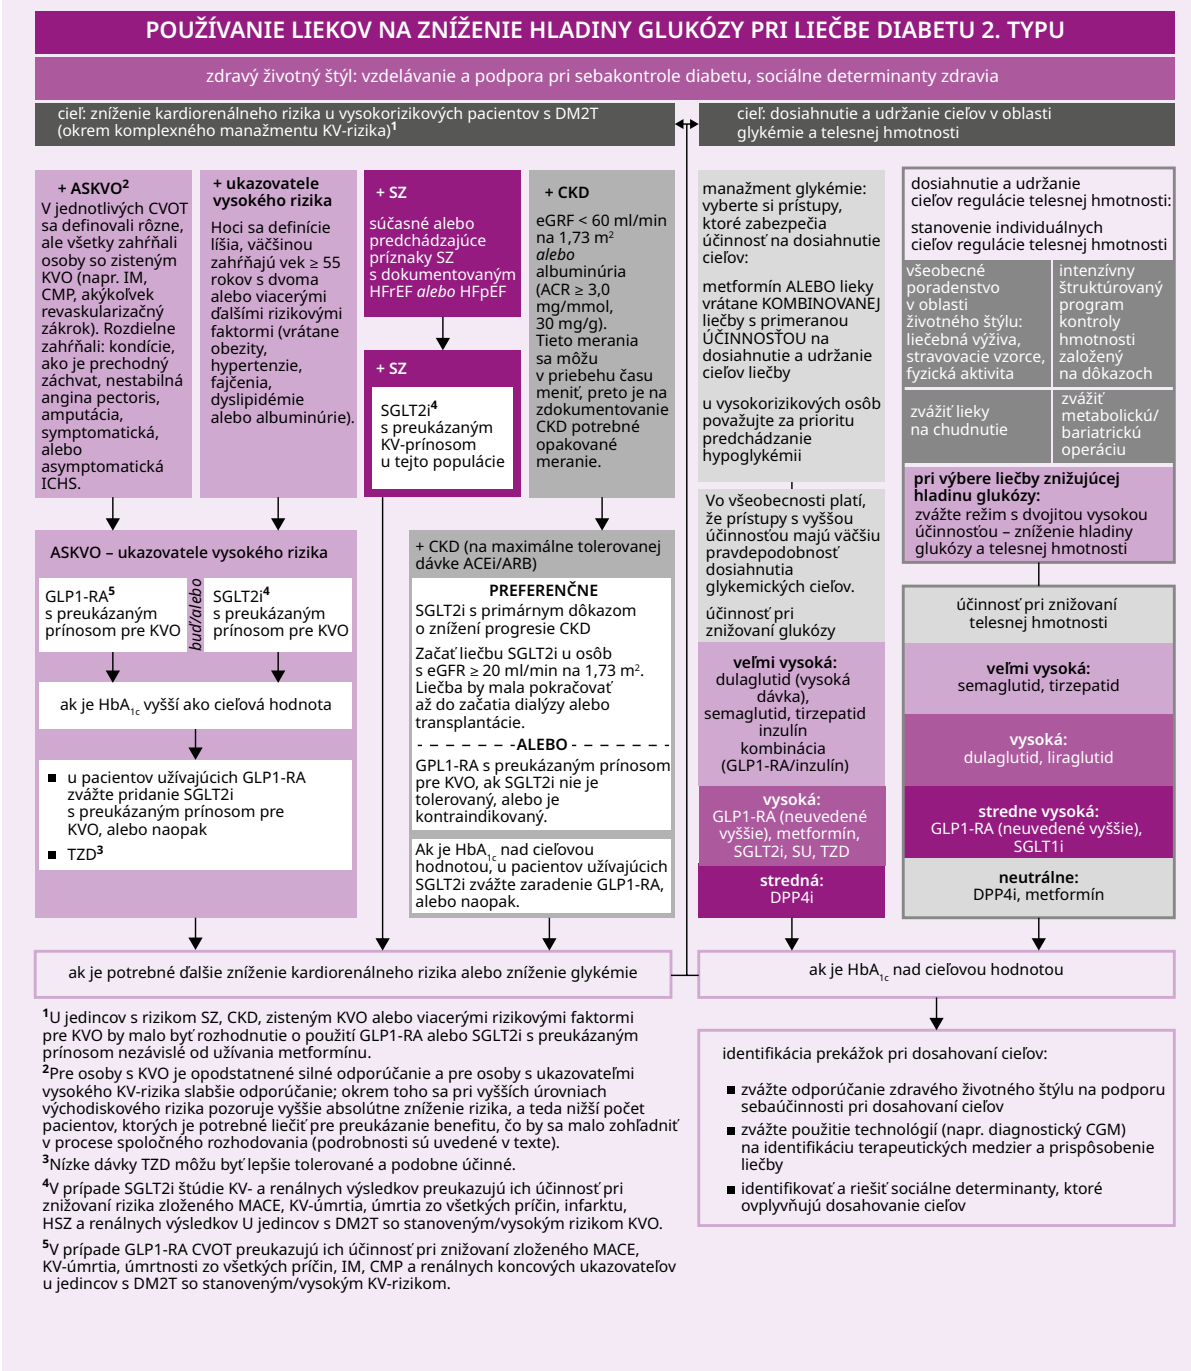 POUŽÍVANIE LIEKOV NA ZNÍŽENIE HLADINY GLUKÓZY PRI LIEČBE DIABETU 2. TYPU
zdravý životný štýl: vzdelávanie a podpora pri sebakontrole diabetu, sociálne determinanty zdravia
cieľ: zníženie kardiorenálneho rizika u vysokorizikových pacientov s DM2T
(okrem komplexného manažmentu KV-rizika)1
cieľ: dosiahnutie a udržanie cieľov v oblasti
glykémie a telesnej hmotnosti
+ ASKVO2
V jednotlivých CVOT
sa definovali rôzne,
ale všetky zahŕňali
osoby so zisteným
KVO (napr. IM,
CMP, akýkoľvek
revaskularizačný
zákrok). Rozdielne
zahŕňali: kondície,
ako je prechodný
záchvat, nestabilná
angina pectoris,
amputácia,
symptomatická,
alebo
asymptomatická
ICHS.
+ ukazovatele
vysokého rizika
Hoci sa definície
líšia, väčšinou
zahŕňajú vek ≥ 55
rokov s dvoma
alebo viacerými
ďalšími rizikovými
faktormi (vrátane
obezity,
hypertenzie,
fajčenia,
dyslipidémie
alebo albuminúrie).
+ SZ
súčasné alebo
predchádzajúce
príznaky SZ
s dokumentovaným
HFrEF alebo HFpEF
+ SZ
SGLT2i4
s preukázaným
KV-prínosom
u tejto populácie
+ CKD
eGRF < 60 ml/min
na 1,73 m2
alebo
albuminúria
(ACR ≥ 3,0
mg/mmol,
30 mg/g).
Tieto merania
sa môžu
v priebehu času
meniť, preto je na
zdokumentovanie
CKD potrebné
opakované
meranie.
ASKVO – ukazovatele vysokého rizika
GLP1-RA5
s preukázaným
prínosom pre KVO
buď/alebo
SGLT2i4
s preukázaným
prínosom pre KVO
ak je HbA1c vyšší ako cieľová hodnota
■ u pacientov užívajúcich GLP1-RA
zvážte pridanie SGLT2i
s preukázaným prínosom pre
KVO, alebo naopak
■ TZD3
+ CKD (na maximálne tolerovanej
dávke ACEi/ARB)
PREFERENČNE
SGLT2i s primárnym dôkazom
o znížení progresie CKD
Začať liečbu SGLT2i u osôb
s eGFR ≥ 20 ml/min na 1,73 m2.
Liečba by mala pokračovať
až do začatia dialýzy alebo
transplantácie.
- - - - - - -ALEBO- - - - - - -
GPL1-RA s preukázaným prínosom
pre KVO, ak SGLT2i nie je
tolerovaný, alebo je
kontraindikovaný.
Ak je HbA1c nad cieľovou
hodnotou, u pacientov užívajúcich
SGLT2i zvážte zaradenie GLP1-RA,
alebo naopak.
manažment glykémie:
vyberte si prístupy,
ktoré zabezpečia
účinnosť na dosiahnutie
cieľov:
metformín ALEBO lieky
vrátane KOMBINOVANEJ
liečby s primeranou
ÚČINNOSŤOU na
dosiahnutie a udržanie
cieľov liečby
u vysokorizikových osôb
považujte za prioritu
predchádzanie
hypoglykémii
Vo všeobecnosti platí,
že prístupy s vyššou
účinnosťou majú väčšiu
pravdepodobnosť
dosiahnutia
glykemických cieľov.
účinnosť pri
znižovaní glukózy
veľmi vysoká:
dulaglutid (vysoká
dávka),
semaglutid, tirzepatid
inzulín
kombinácia
(GLP1-RA/inzulín)
vysoká:
GLP1-RA (neuvedené
vyššie), metformín,
SGLT2i, SU, TZD
stredná:
DPP4i
dosiahnutie a udržanie
cieľov regulácie telesnej hmotnosti:
stanovenie individuálnych
cieľov regulácie telesnej hmotnosti
všeobecné
poradenstvo
v oblasti
životného štýlu:
liečebná výživa,
stravovacie vzorce,
fyzická aktivita
intenzívny
štruktúrovaný
program
kontroly
hmotnosti
založený
na dôkazoch
zvážiť lieky
na chudnutie
zvážiť
metabolickú/
bariatrickú
operáciu
pri výbere liečby znižujúcej
hladinu glukózy:
zvážte režim s dvojitou vysokou
účinnosťou – zníženie hladiny
glukózy a telesnej hmotnosti
účinnosť pri znižovaní
telesnej hmotnosti
veľmi vysoká:
semaglutid, tirzepatid
vysoká:
dulaglutid, liraglutid
stredne vysoká:
GLP1-RA (neuvedené vyššie),
SGLT1i
neutrálne:
DPP4i, metformín
ak je potrebné ďalšie zníženie kardiorenálneho rizika alebo zníženie glykémie
ak je HbA1c nad cieľovou hodnotou
identifikácia prekážok pri dosahovaní cieľov:
■ zvážte odporúčanie zdravého životného štýlu na podporu
sebaúčinnosti pri dosahovaní cieľov
■ zvážte použitie technológií (napr. diagnostický CGM)
na identifikáciu terapeutických medzier a prispôsobenie
liečby
■ identifikovať a riešiť sociálne determinanty, ktoré
ovplyvňujú dosahovanie cieľov
1U jedincov s rizikom SZ, CKD, zisteným KVO alebo viacerými rizikovými faktormi
pre KVO by malo byť rozhodnutie o použití GLP1-RA alebo SGLT2i s preukázaným
prínosom nezávislé od užívania metformínu.
2Pre osoby s KVO je opodstatnené silné odporúčanie a pre osoby s ukazovateľmi
vysokého KV-rizika slabšie odporúčanie; okrem toho sa pri vyšších úrovniach
východiskového rizika pozoruje vyššie absolútne zníženie rizika, a teda nižší počet
pacientov, ktorých je potrebné liečiť pre preukázanie benefitu, čo by sa malo zohľadniť
v procese spoločného rozhodovania (podrobnosti sú uvedené v texte).
3Nízke dávky TZD môžu byť lepšie tolerované a podobne účinné.
4V prípade SGLT2i štúdie KV- a renálnych výsledkov preukazujú ich účinnosť pri
znižovaní rizika zloženého MACE, KV-úmrtia, úmrtia zo všetkých príčin, infarktu,
HSZ a renálnych výsledkov U jedincov s DM2T so stanoveným/vysokým rizikom KVO.
5V prípade GLP1-RA CVOT preukazujú ich účinnosť pri znižovaní zloženého MACE,
KV-úmrtia, úmrtnosti zo všetkých príčin, IM, CMP a renálnych koncových ukazovateľov
u jedincov s DM2T so stanoveným/vysokým KV-rizikom.